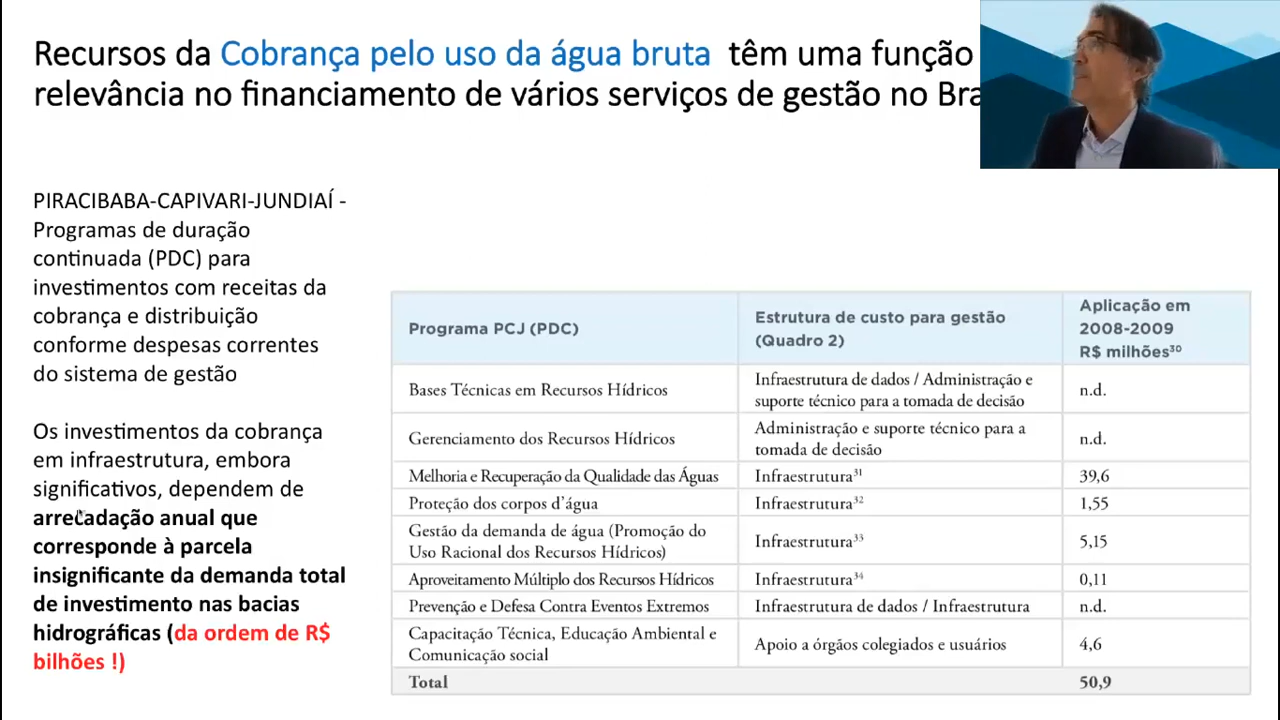 Recursos da Cobrança pelo uso da água bruta têm uma função
relevância no financiamento de vários serviços de gestão no
PIRACIBABA-CAPIVARI-JUNDIAÍ -
Programas de duração
continuada (PDC) para
investimentos com receitas da
cobrança e distribuição
conforme despesas correntes
do sistema de gestão
Os investimentos da cobrança
em infraestrutura, embora
significativos, dependem de
arrecadação anual que
corresponde à parcela
insignificante da demanda total
de investimento nas bacias
hidrográficas (da ordem de R$
bilhões !)
Programa PCJ (PDC)
Estrutura de custo para gestão
(Quadro 2)
Aplicação em
2008-2009
R$ milhões³⁰
Bases Técnicas em Recursos Hídricos
Infraestrutura de dados / Administração e
suporte técnico para a tomada de decisão
n.d.
Gerenciamento dos Recursos Hídricos
Administração e suporte técnico para a
tomada de decisão
n.d.
Melhoria e Recuperação da Qualidade das Águas
Infraestrutura³¹
39,6
Proteção dos corpos d'água
Infraestrutura³²
1,55
Gestão da demanda de água (Promoção do
Uso Racional dos Recursos Hídricos)
Infraestrutura³³
5,15
Aproveitamento Múltiplo dos Recursos Hídricos
Infraestrutura³⁴
0,11
Prevenção e Defesa Contra Eventos Extremos
Infraestrutura de dados / Infraestrutura
n.d.
Capacitação Técnica, Educação Ambiental e
Comunicação social
Apoio a órgãos colegiados e usuários
4,6
Total
50,9